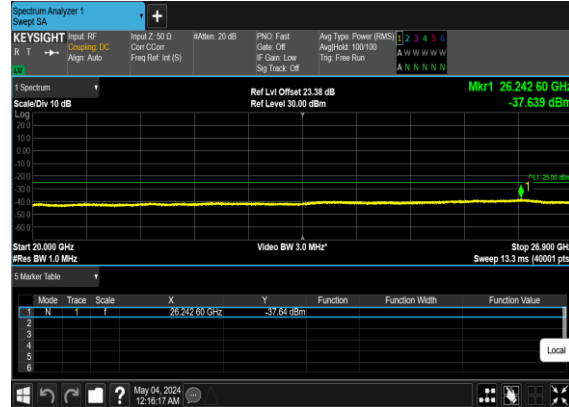 Spectrum Analyzer 1
Swept SA
+
KEYSIGHT Input: RF Input Z: 50 Ω #Atten: 20 dB PNO: Fast Avg Type: Power (RMS) 1 2 3 4 5 6
R T Coupling: DC Corr CCorr Gate: Off Avg|Hold: 100/100 A W W W W W
Align: Auto Freq Ref: Int (S) IF Gain: Low Trig: Free Run
LXI Sig Track: Off A N N N N N
1 Spectrum Ref Lvl Offset 23.38 dB Mkr1 26.242 60 GHz
Scale/Div 10 dB Ref Level 30.00 dBm -37.639 dBm
Log
20.0
10.0
0.00
-10.0
-20.0
-30.0
-40.0
-50.0
-60.0
1
Start 20.000 GHz Video BW 3.0 MHz* Stop 26.900 GHz
#Res BW 1.0 MHz Sweep 13.3 ms (40001 pts)
5 Marker Table
Mode Trace Scale X Y Function Function Width Function Value
1 N 1 f 26.242 60 GHz -37.64 dBm
2
3
4
5
6
Local
? May 04, 2024
12:16:17 AM